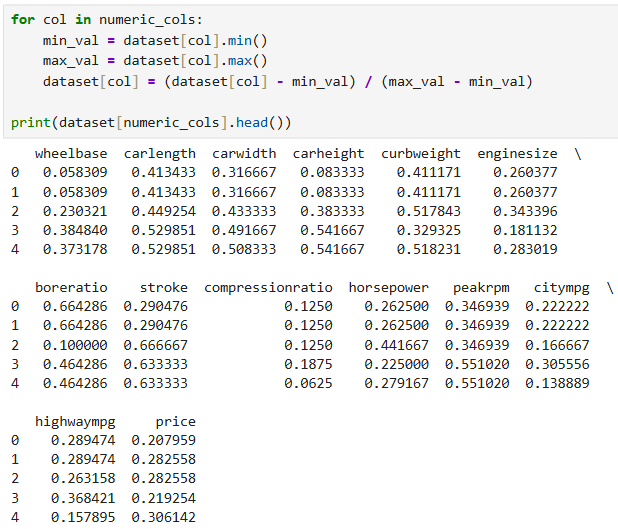 for col in numeric_cols:
    min_val = dataset[col].min()
    max_val = dataset[col].max()
    dataset[col] = (dataset[col] - min_val) / (max_val - min_val)

print(dataset[numeric_cols].head())
   wheelbase  carlength  carwidth  carheight  curbweight  enginesize  \
0   0.058309   0.413433  0.316667   0.083333    0.411171    0.260377
1   0.058309   0.413433  0.316667   0.083333    0.411171    0.260377
2   0.230321   0.449254  0.433333   0.383333    0.517843    0.343396
3   0.384840   0.529851  0.491667   0.541667    0.329325    0.181132
4   0.373178   0.529851  0.508333   0.541667    0.518231    0.283019

   boreratio    stroke  compressionratio  horsepower   peakrpm   citympg  \
0   0.664286  0.290476            0.1250    0.262500  0.346939  0.222222
1   0.664286  0.290476            0.1250    0.262500  0.346939  0.222222
2   0.100000  0.666667            0.1250    0.441667  0.346939  0.166667
3   0.464286  0.633333            0.1875    0.225000  0.551020  0.305556
4   0.464286  0.633333            0.0625    0.279167  0.551020  0.138889

   highwaympg     price
0    0.289474  0.207959
1    0.289474  0.282558
2    0.263158  0.282558
3    0.368421  0.219254
4    0.157895  0.306142